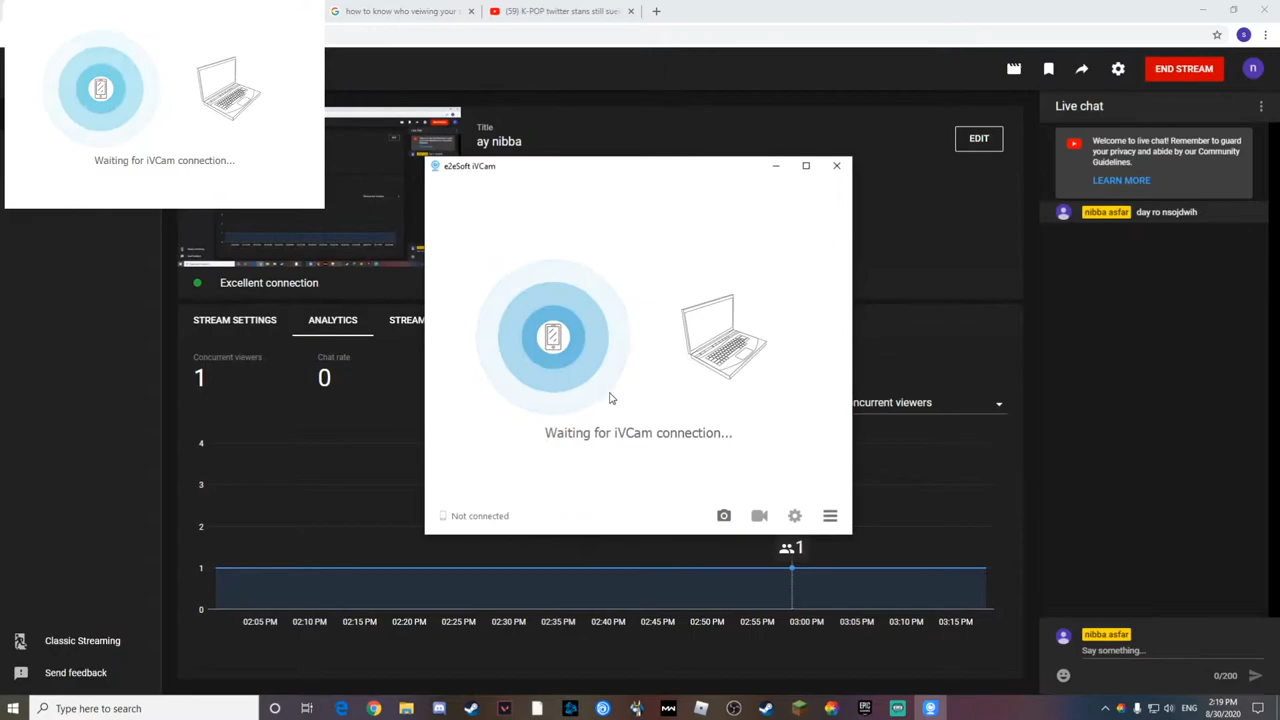 how to know who veiwing your
(59) K-POP twitter stans still sue
Waiting for iVCam connection...
END STREAM
n
Title
ay nibba
EDIT
Live chat
Welcome to live chat! Remember to guard
your privacy and abide by our Community
Guidelines.
LEARN MORE
nibba asfar day ro nsojdwih
e2eSoft iVCam
Excellent connection
STREAM SETTINGS
ANALYTICS
STREAM
Concurrent viewers
1
Chat rate
0
oncurrent viewers
Waiting for iVCam connection...
Not connected
1
4
3
2
1
0
02:05 PM 02:10 PM 02:15 PM 02:20 PM 02:25 PM 02:30 PM 02:35 PM 02:40 PM 02:45 PM 02:50 PM 02:55 PM 03:00 PM 03:05 PM 03:10 PM 03:15 PM
Classic Streaming
Send feedback
nibba asfar
Say something...
0/200
Type here to search
2:19 PM
8/30/2020